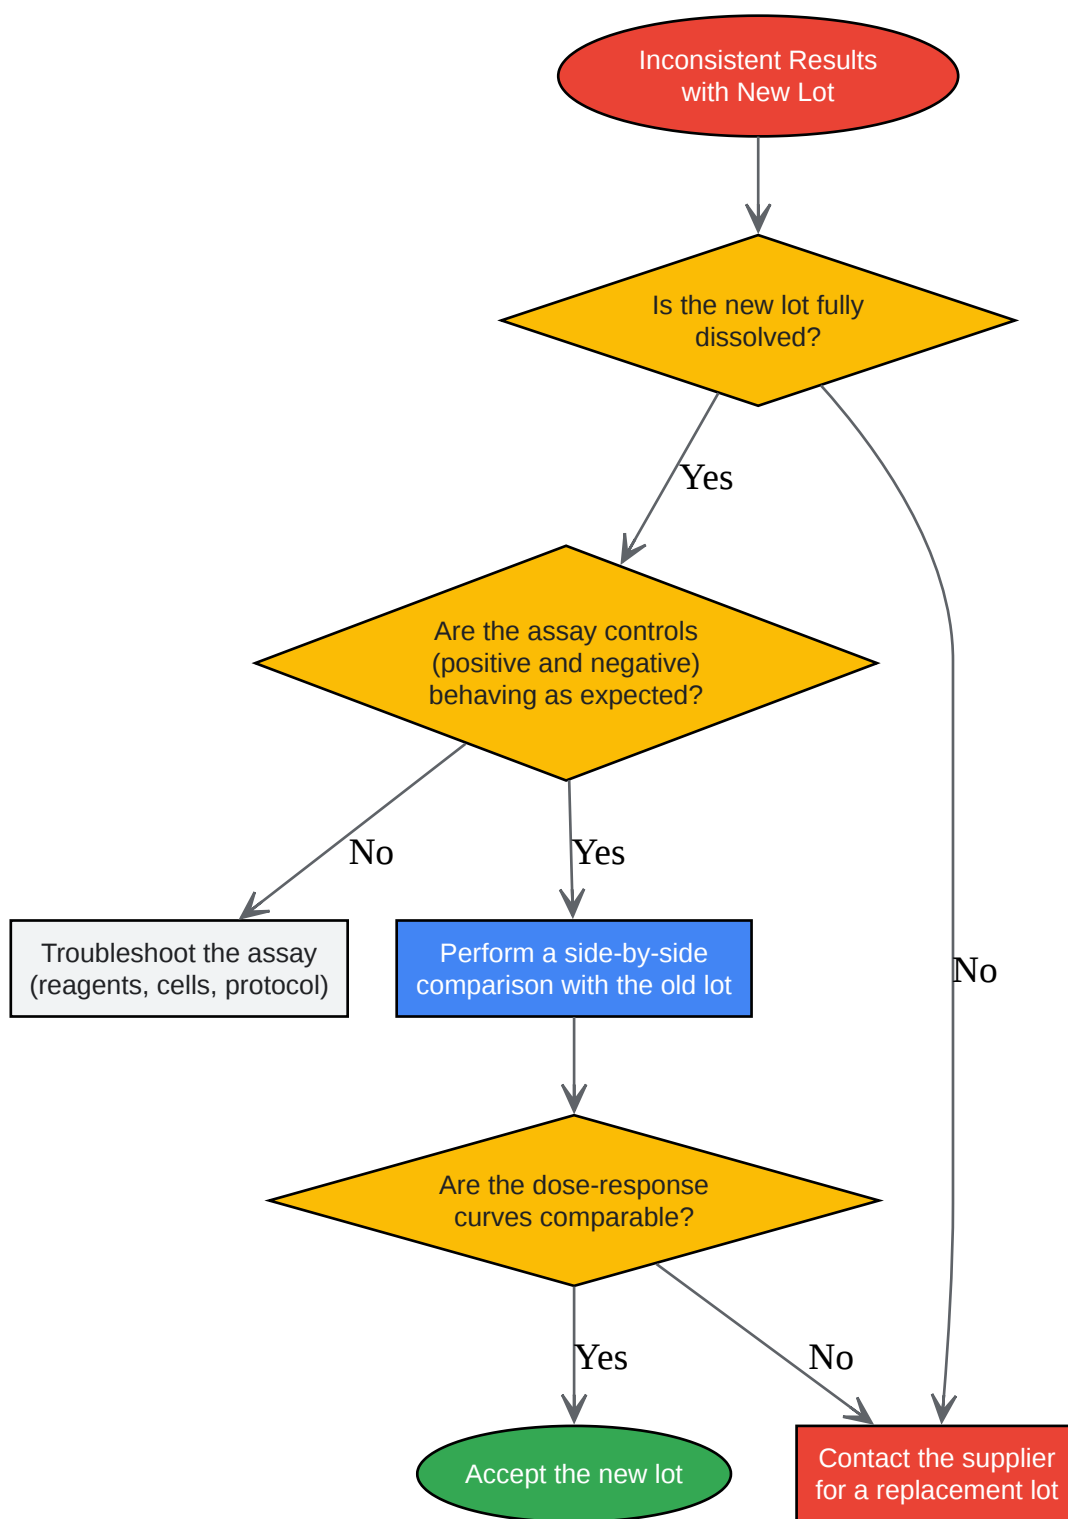 Inconsistent Results
with New Lot
Is the new lot fully
dissolved?
Yes
Are the assay controls
(positive and negative)
behaving as expected?
No
Yes
Troubleshoot the assay
(reagents, cells, protocol)
Perform a side-by-side
comparison with the old lot
No
Are the dose-response
curves comparable?
Yes
No
Accept the new lot
Contact the supplier
for a replacement lot